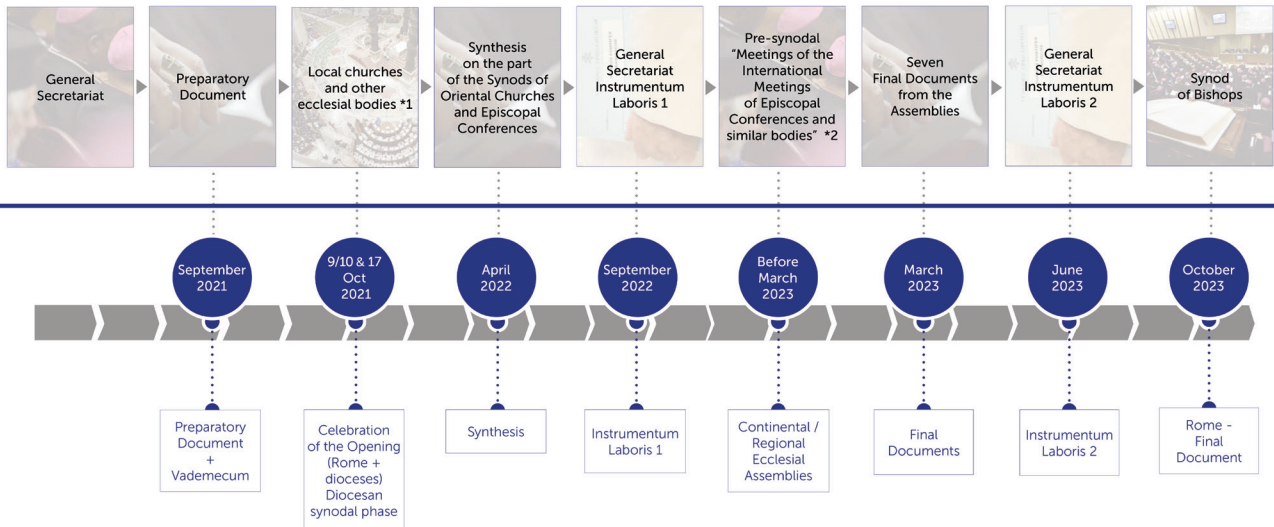 General
Secretariat
Preparatory
Document
Local churches
and other
ecclesial bodies *1
Synthesis
on the part
of the Synods of
Oriental Churches
and Episcopal
Conferences
General
Secretariat
Instrumentum
Laboris 1
Pre-synodal
“Meetings of the
International
Meetings
of Episcopal
Conferences and
similar bodies” *2
Seven
Final Documents
from the
Assemblies
General
Secretariat
Instrumentum
Laboris 2
Synod
of Bishops
September
2021
9/10 & 17
Oct
2021
April
2022
September
2022
Before
March
2023
March
2023
June
2023
October
2023
Preparatory
Document
+
Vademecum
Celebration
of the Opening
(Rome +
dioceses)
Diocesan
synodal phase
Synthesis
Instrumentum
Laboris 1
Continental /
Regional
Ecclesial
Assemblies
Final
Documents
Instrumentum
Laboris 2
Rome -
Final
Document